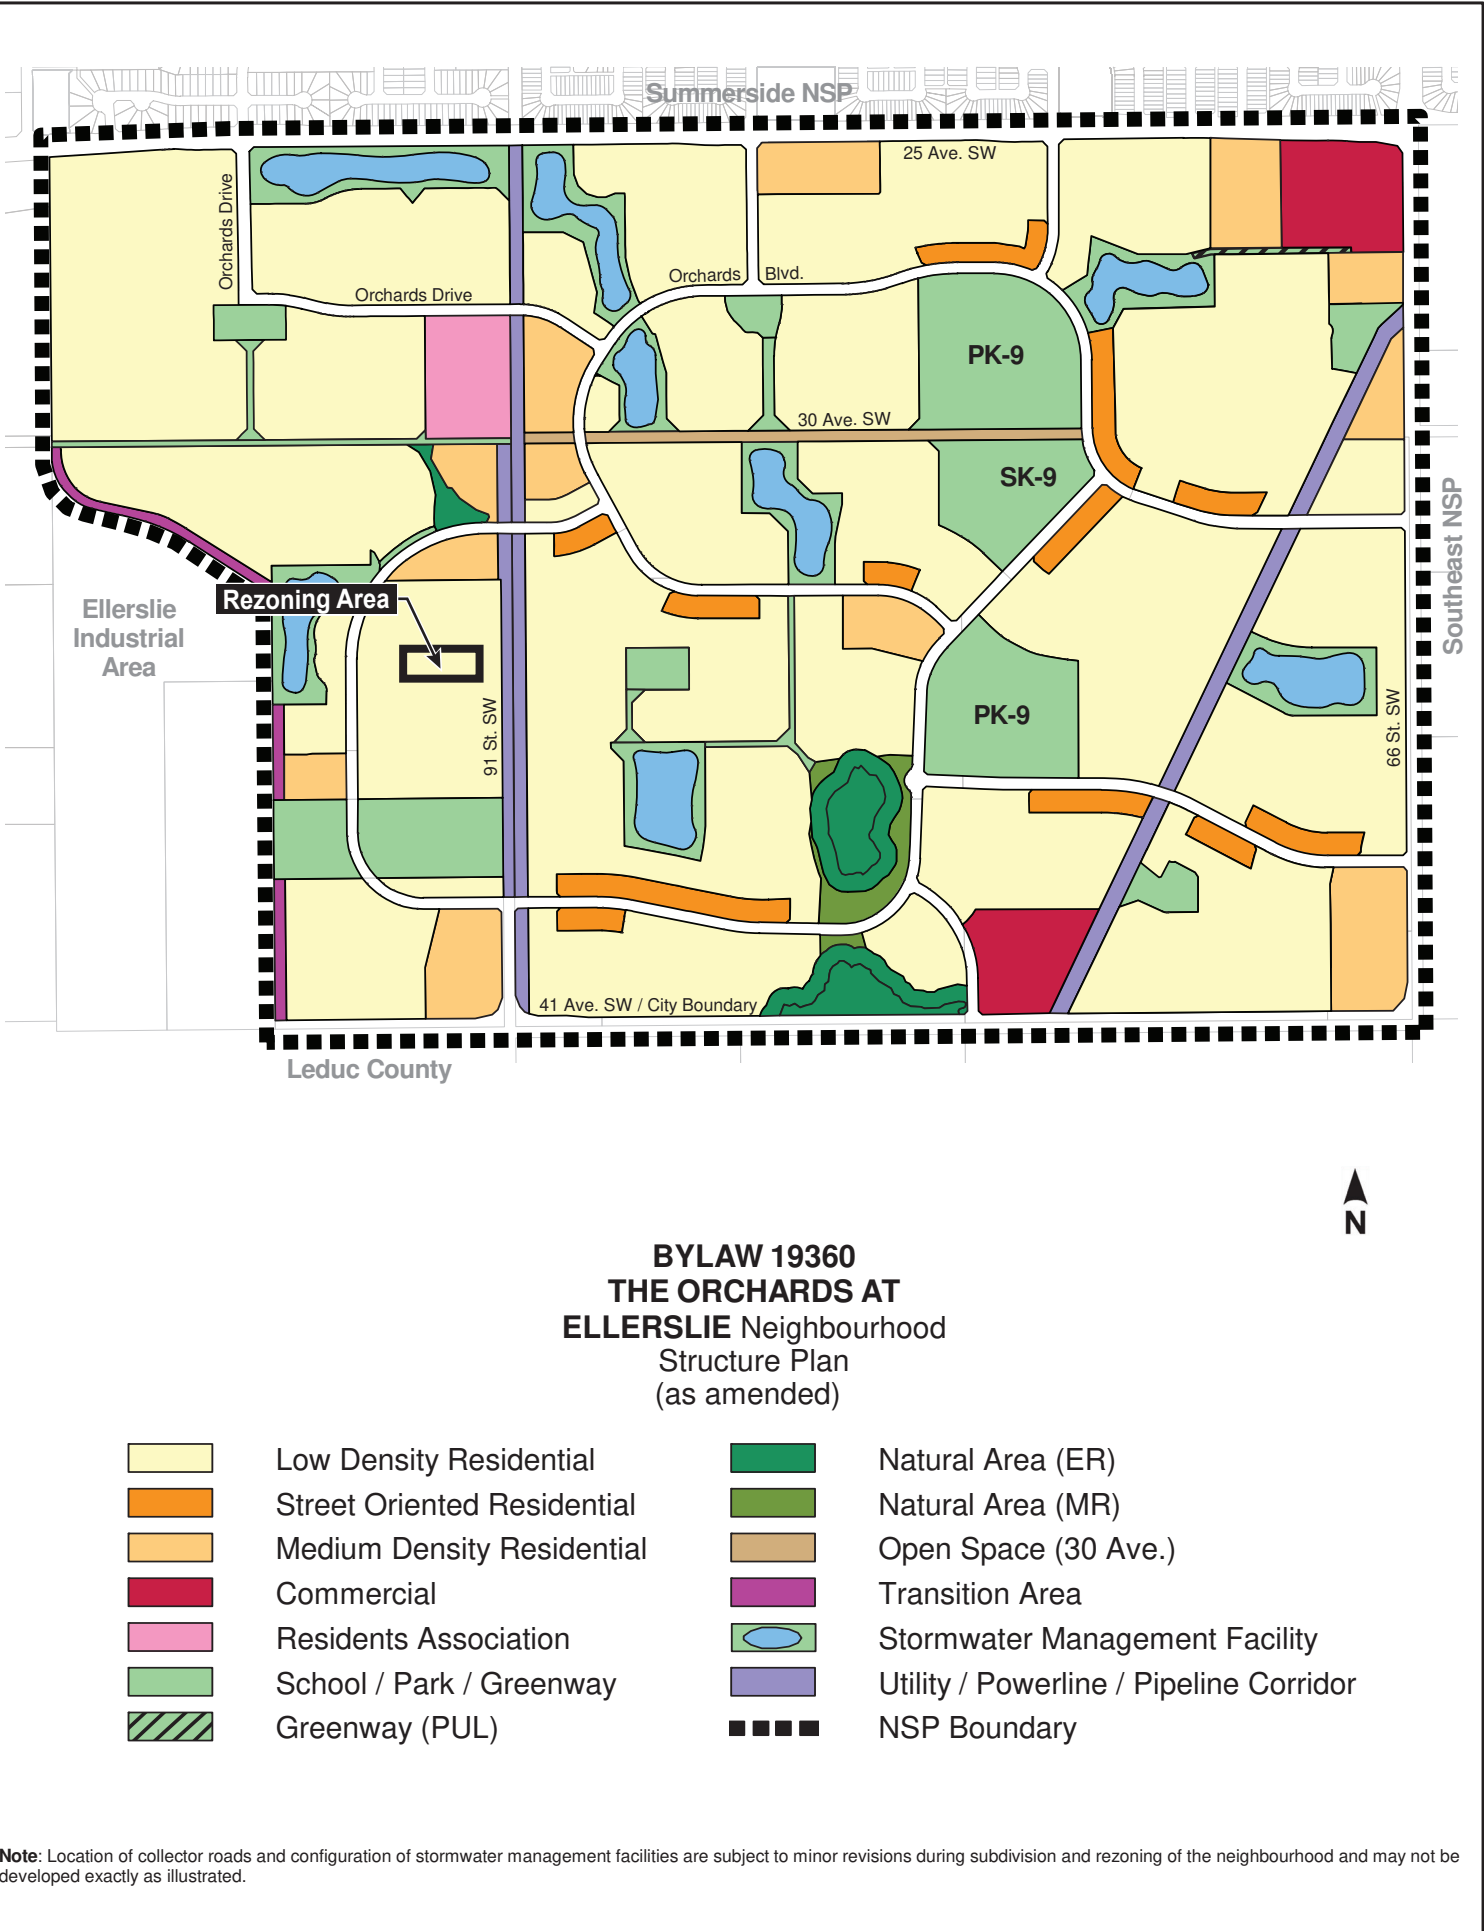 Summerside NSP
25 Ave. SW
Orchards Drive
Orchards Blvd.
Orchards Drive
PK-9
30 Ave. SW
SK-9
Southeast NSP
Ellerslie
Industrial
Area
Rezoning Area
91 St. SW
PK-9
66 St. SW
41 Ave. SW / City Boundary
Leduc County
N
BYLAW 19360
THE ORCHARDS AT
ELLERSLIE Neighbourhood
Structure Plan
(as amended)
Low Density Residential
Street Oriented Residential
Medium Density Residential
Commercial
Residents Association
School / Park / Greenway
Greenway (PUL)
Natural Area (ER)
Natural Area (MR)
Open Space (30 Ave.)
Transition Area
Stormwater Management Facility
Utility / Powerline / Pipeline Corridor
NSP Boundary
Note: Location of collector roads and configuration of stormwater management facilities are subject to minor revisions during subdivision and rezoning of the neighbourhood and may not be
developed exactly as illustrated.